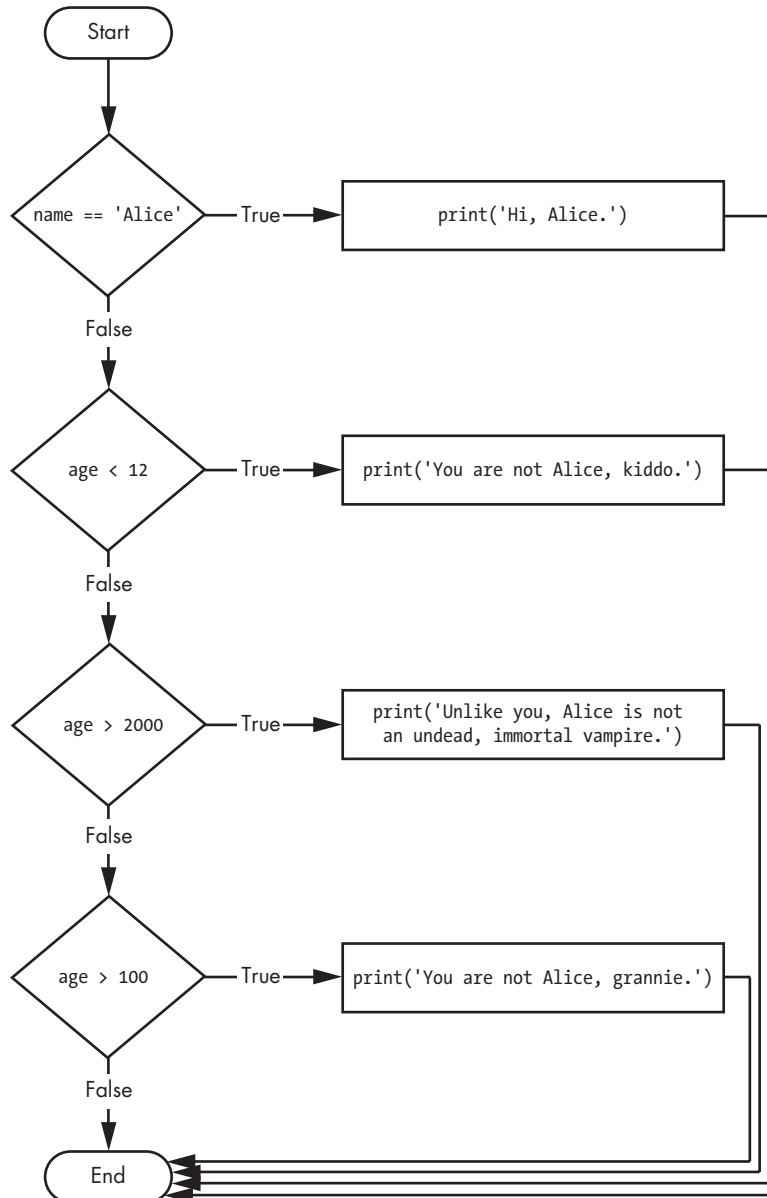 Start
name == 'Alice'
True
print('Hi, Alice.')
False
age < 12
True
print('You are not Alice, kiddo.')
False
age > 2000
True
print('Unlike you, Alice is not
an undead, immortal vampire.')
False
age > 100
True
print('You are not Alice, grannie.')
False
End